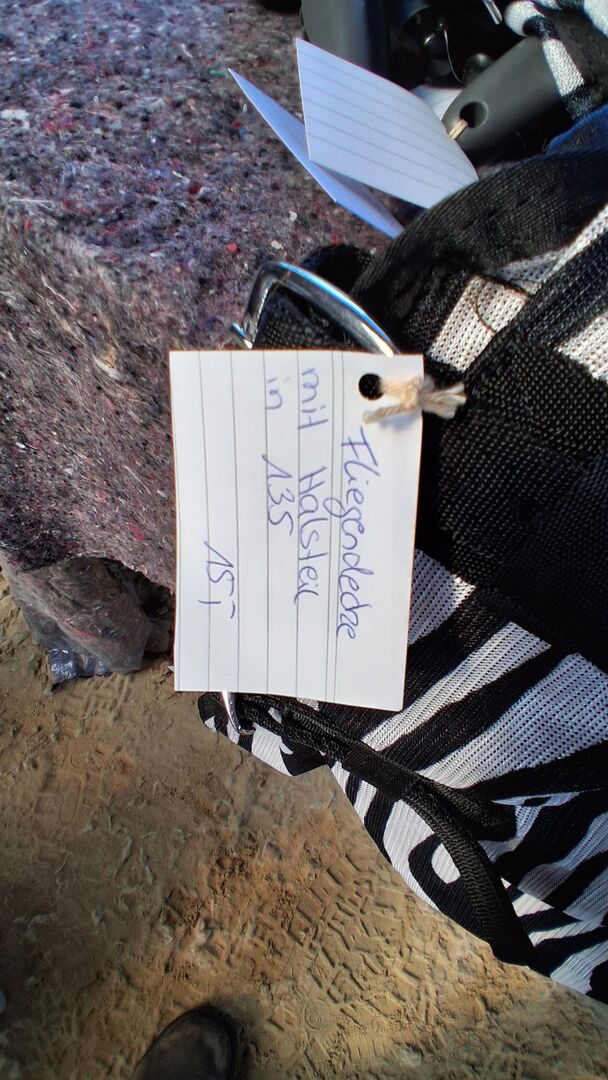 Fliegendecke
mit Halsteil
in 135
15,-